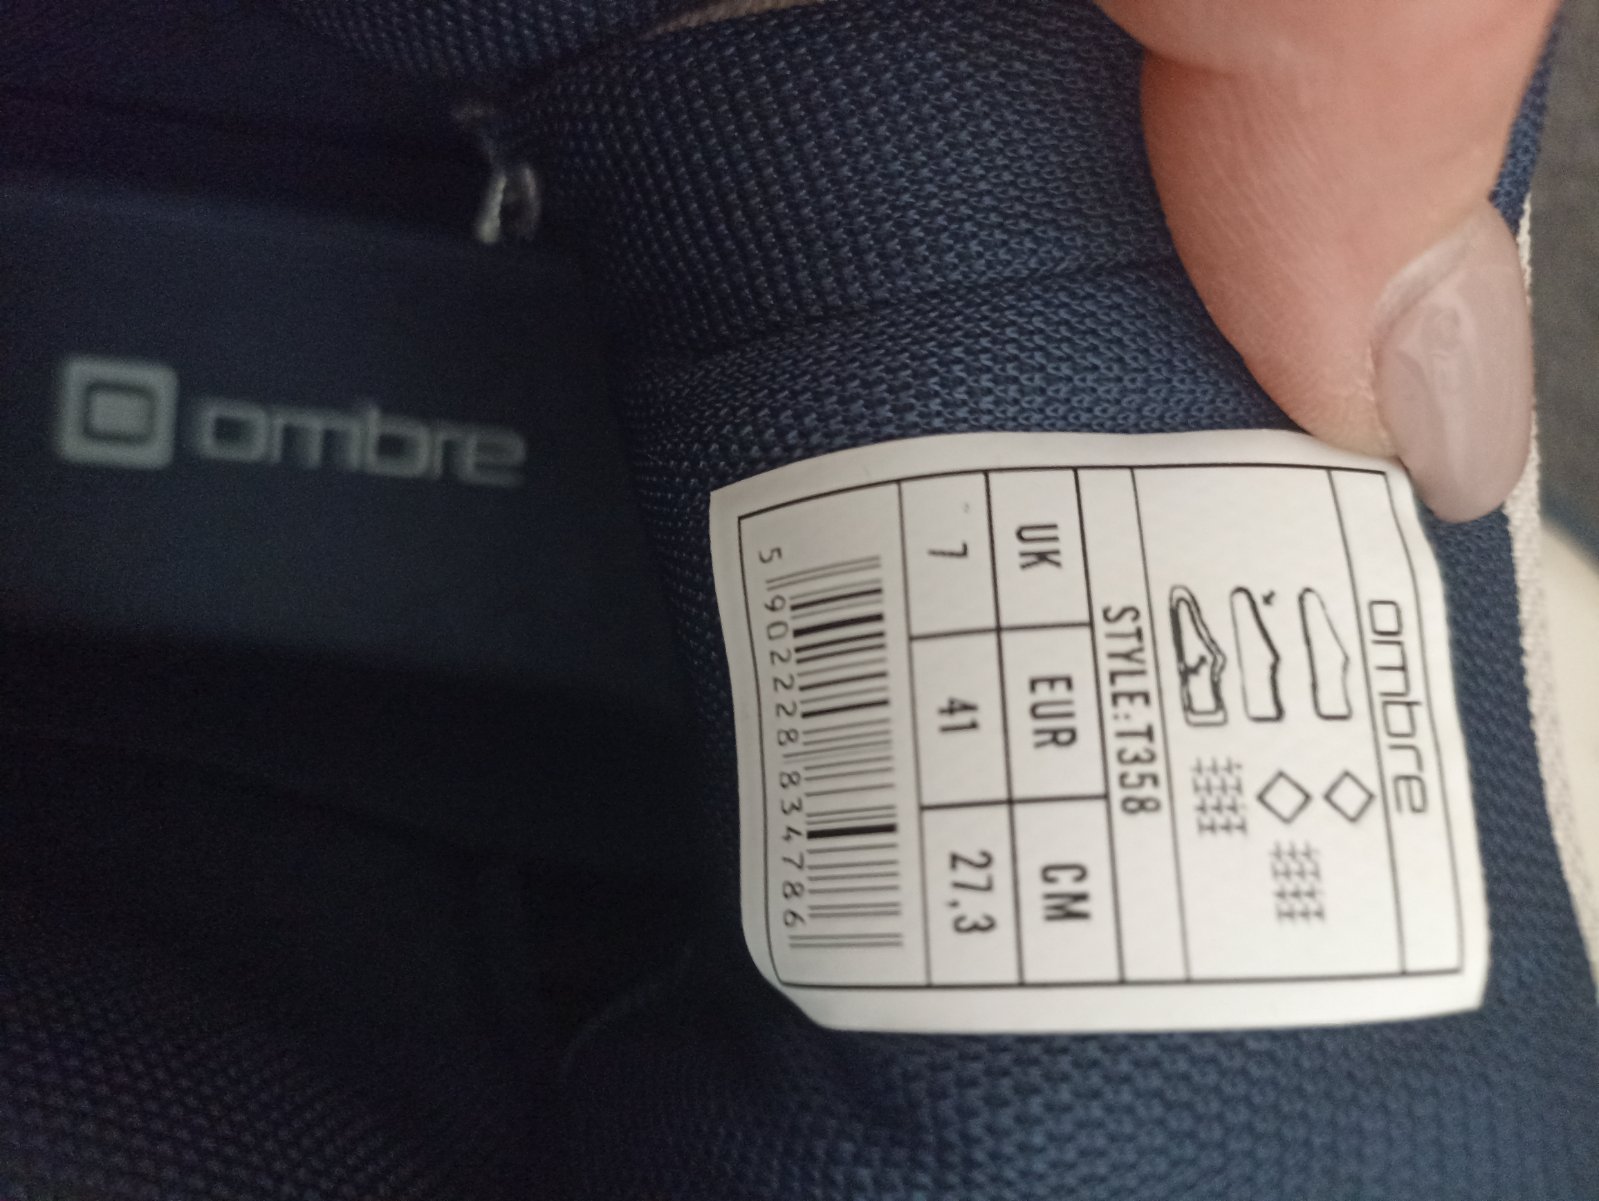 ombre
ombre
STYLE:T358
UK EUR CM
7 41 27,3
5 902228 834786